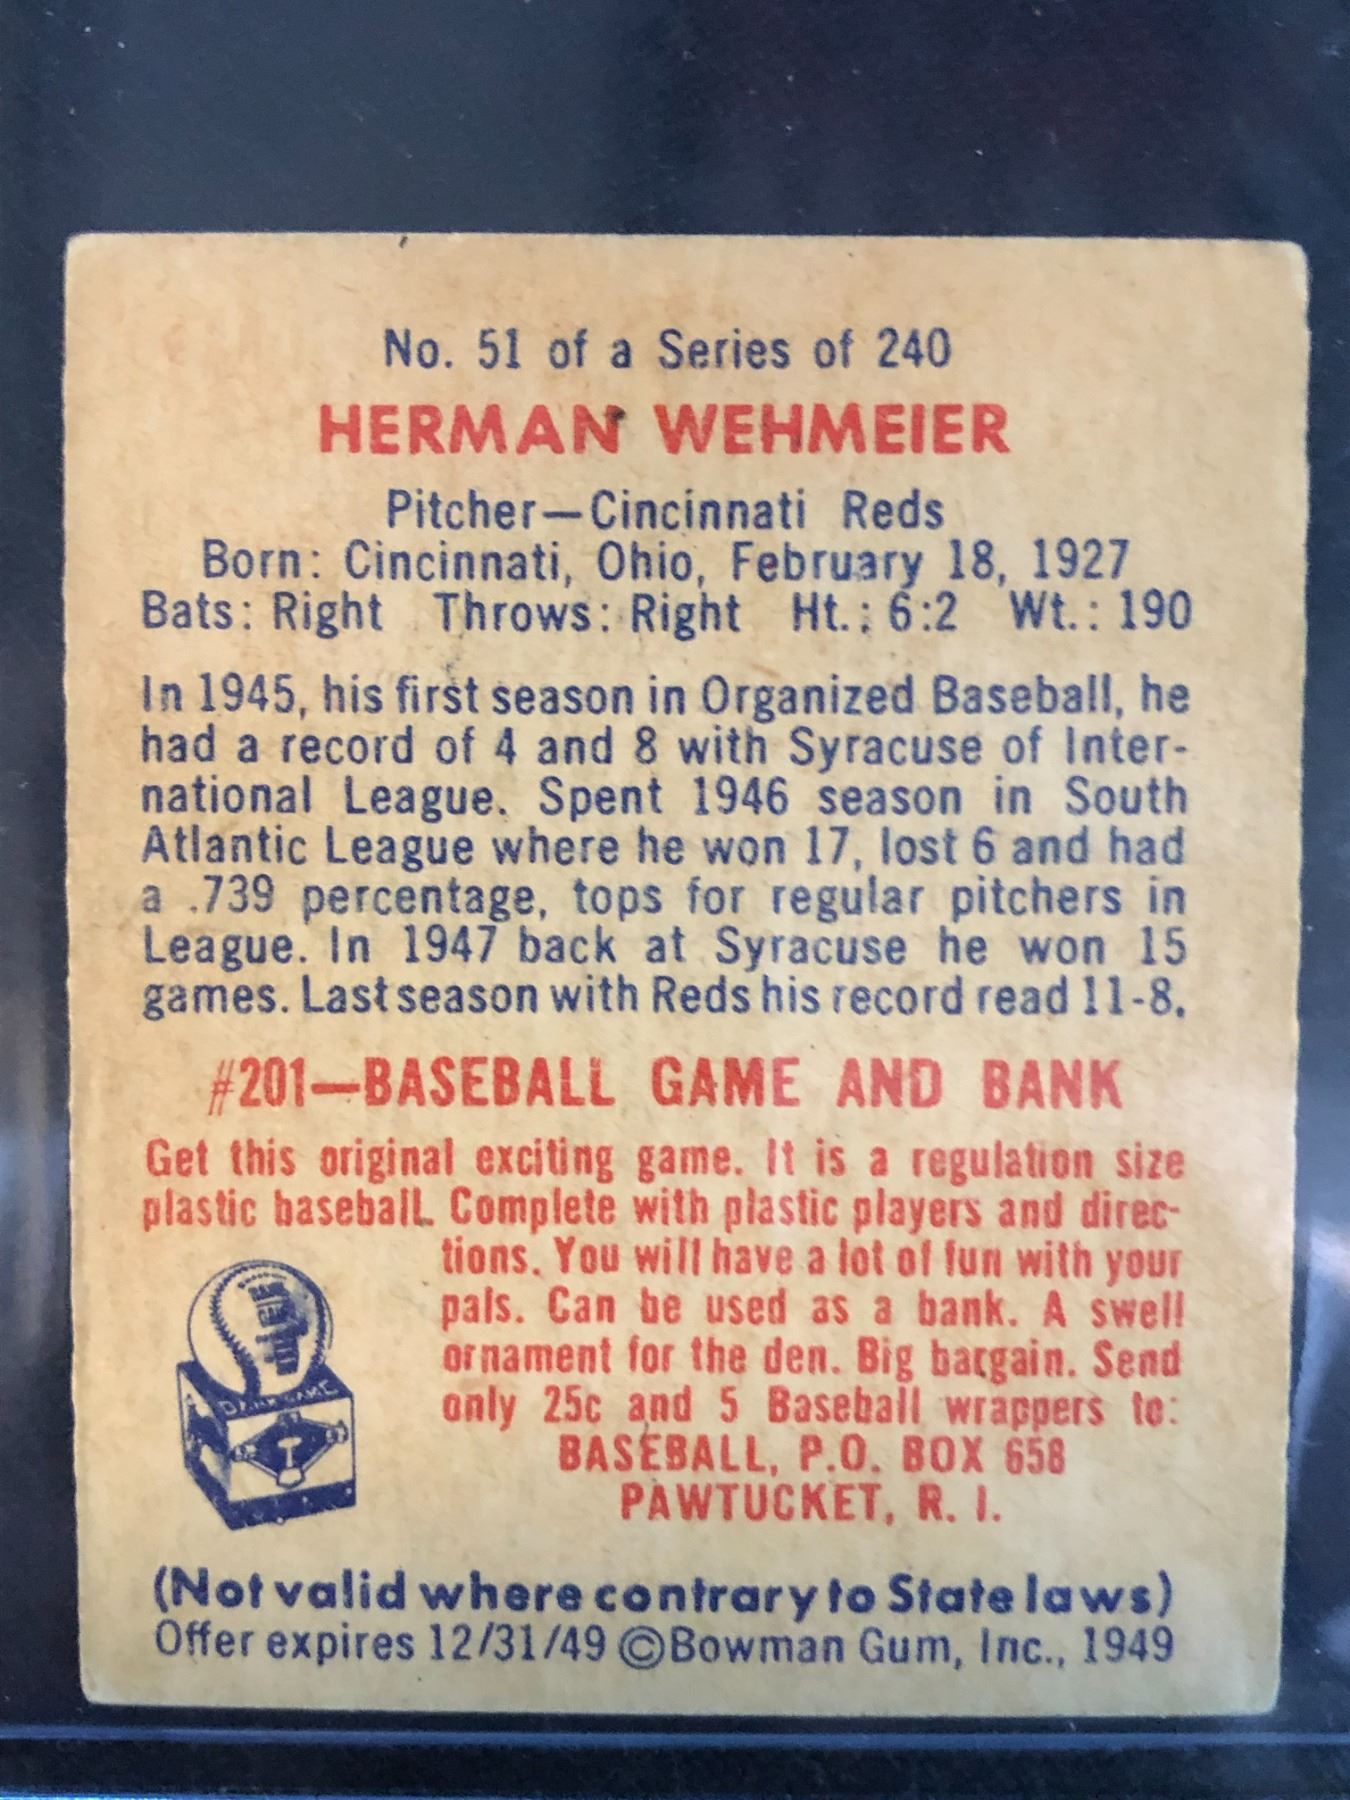 No. 51 of a Series of 240
HERMAN WEHMEIER
Pitcher—Cincinnati Reds
Born: Cincinnati, Ohio, February 18, 1927
Bats: Right Throws: Right Ht.: 6:2 Wt.: 190
In 1945, his first season in Organized Baseball, he
had a record of 4 and 8 with Syracuse of Inter-
national League. Spent 1946 season in South
Atlantic League where he won 17, lost 6 and had
a .739 percentage, tops for regular pitchers in
League. In 1947 back at Syracuse he won 15
games. Last season with Reds his record read 11-8.
#201—BASEBALL GAME AND BANK
Get this original exciting game. It is a regulation size
plastic baseball. Complete with plastic players and direc-
tions. You will have a lot of fun with your
pals. Can be used as a bank. A swell
ornament for the den. Big bargain. Send
only 25c and 5 Baseball wrappers to:
BASEBALL, P.O. BOX 658
PAWTUCKET, R. I.
GAME
(Not valid where contrary to State laws)
Offer expires 12/31/49 ©Bowman Gum, Inc., 1949